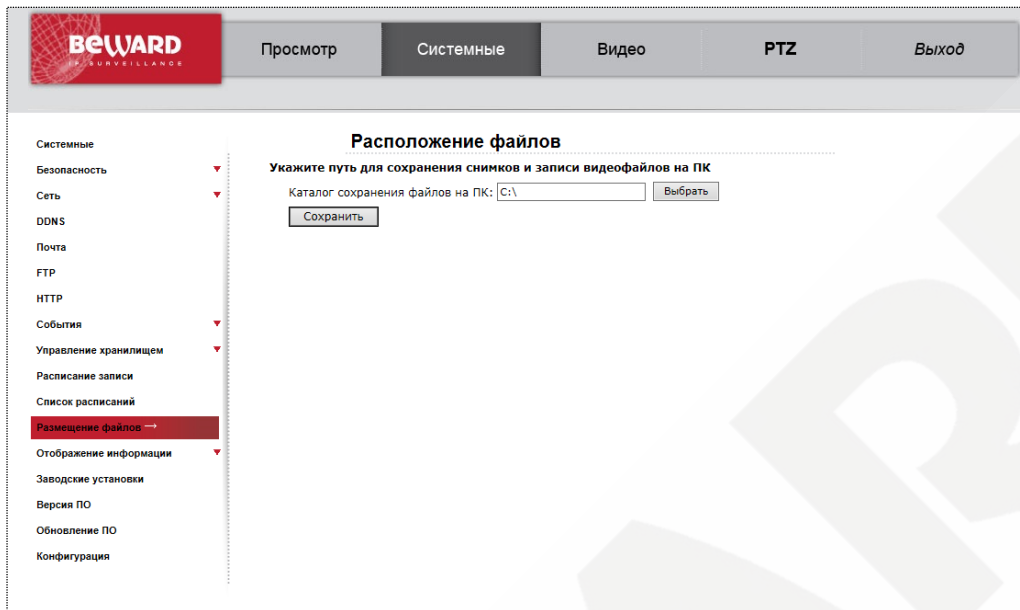 BEWARD
IP SURVEILLANCE
Просмотр
Системные
Видео
PTZ
Выход
Системные
Безопасность
Сеть
DDNS
Почта
FTP
HTTP
События
Управление хранилищем
Расписание записи
Список расписаний
Размещение файлов →
Отображение информации
Заводские установки
Версия ПО
Обновление ПО
Конфигурация
Расположение файлов
Укажите путь для сохранения снимков и записи видеофайлов на ПК
Каталог сохранения файлов на ПК: C:\ Выбрать
Сохранить